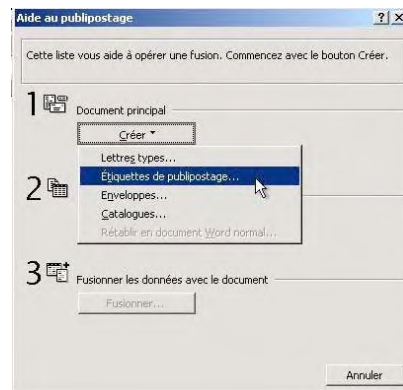 Aide au publipostage
Cette liste vous aide à opérer une fusion. Commencez avec le bouton Créer.
1
Document principal
Créer
Lettres types...
Étiquettes de publipostage...
2
Enveloppes...
Catalogues...
Rétablir en document Word normal...
3
Fusionner les données avec le document
Fusionner...
Annuler